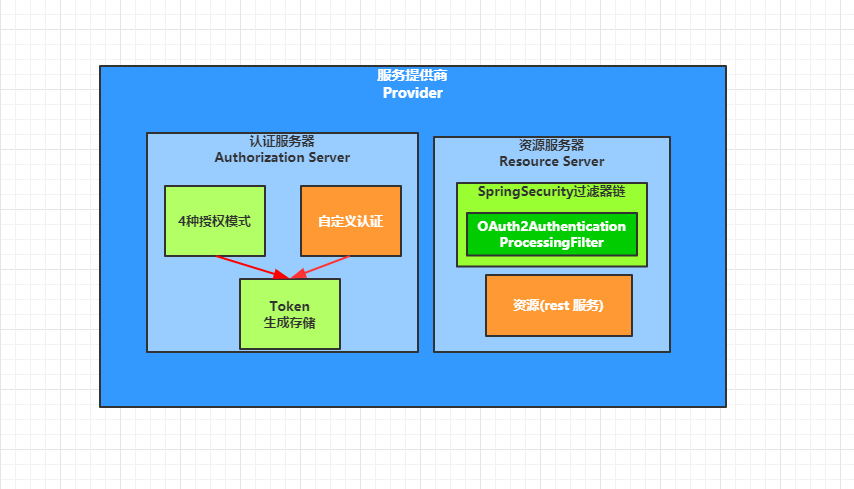 服务提供商
Provider
认证服务器
Authorization Server
4种授权模式
自定义认证
Token
生成存储
资源服务器
Resource Server
SpringSecurity过滤器链
OAuth2Authentication
ProcessingFilter
资源(rest 服务)